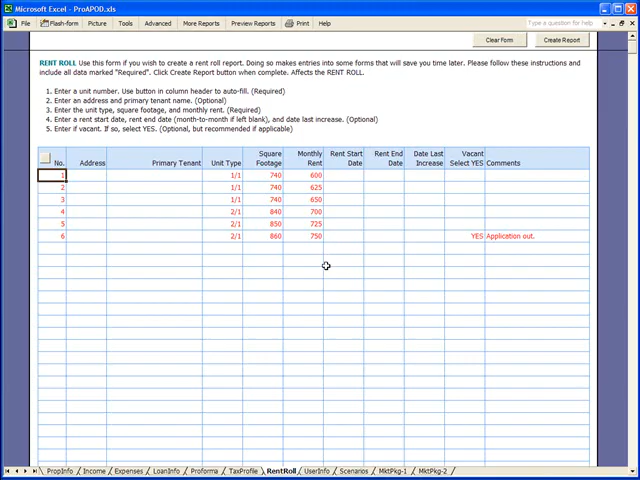 Microsoft Excel - ProAPOD.xls
File Flash-form Picture Tools Advanced More Reports Preview Reports Print Help
Type a question for help
Clear Form Create Report
RENT ROLL Use this form if you wish to create a rent roll report. Doing so makes entries into some forms that will save you time later. Please follow these instructions and
include all data marked "Required". Click Create Report button when complete. Affects the RENT ROLL.
1. Enter a unit number. Use button in column header to auto-fill. (Required)
2. Enter an address and primary tenant name. (Optional)
3. Enter the unit type, square footage, and monthly rent. (Required)
4. Enter a rent start date, rent end date (month-to-month if left blank), and date last increase. (Optional)
5. Enter if vacant. If so, select YES. (Optional, but recommended if applicable)
Square Monthly Rent Start Rent End Date Last Vacant
No. Address Primary Tenant Unit Type Footage Rent Date Date Increase Select YES Comments
1 1/1 740 600
2 1/1 740 625
3 1/1 740 650
4 2/1 840 700
5 2/1 850 725
6 2/1 860 750 YES Application out.
PropInfo Income Expenses LoanInfo Proforma TaxProfile RentRoll UserInfo Scenarios MktPkg-1 MktPkg-2